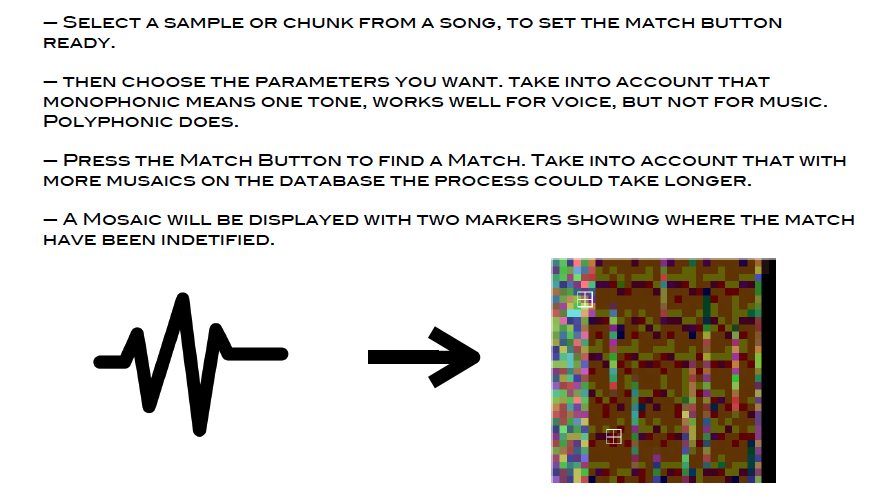 – Select a sample or chunk from a song, to set the match button
ready.
– then choose the parameters you want. take into account that
monophonic means one tone, works well for voice, but not for music.
Polyphonic does.
– Press the Match Button to find a Match. Take into account that with
more musaics on the database the process could take longer.
– A Mosaic will be displayed with two markers showing where the match
have been indetified.